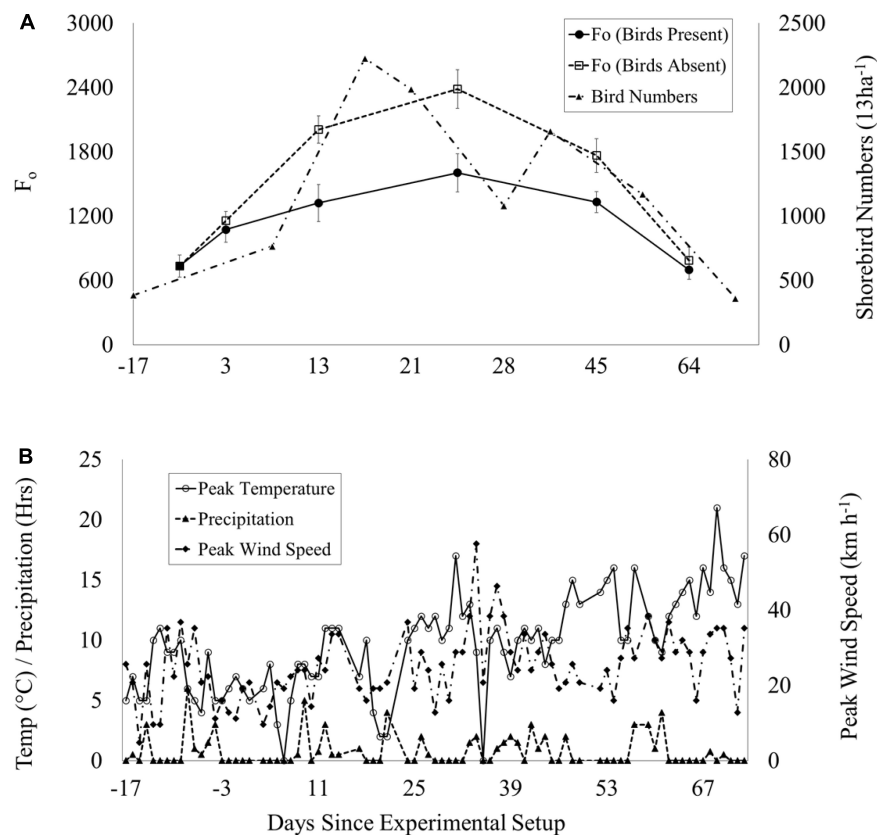 A
3000
2400
1800
1200
600
0
F₀
Fo (Birds Present)
Fo (Birds Absent)
Bird Numbers
2500
2000
1500
1000
500
0
Shorebird Numbers (13ha⁻¹)
-17 3 13 21 28 45 64
B
25
20
15
10
5
0
Temp (°C) / Precipitation (Hrs)
Peak Temperature
Precipitation
Peak Wind Speed
80
60
40
20
0
Peak Wind Speed (km h⁻¹)
-17 -3 11 25 39 53 67
Days Since Experimental Setup